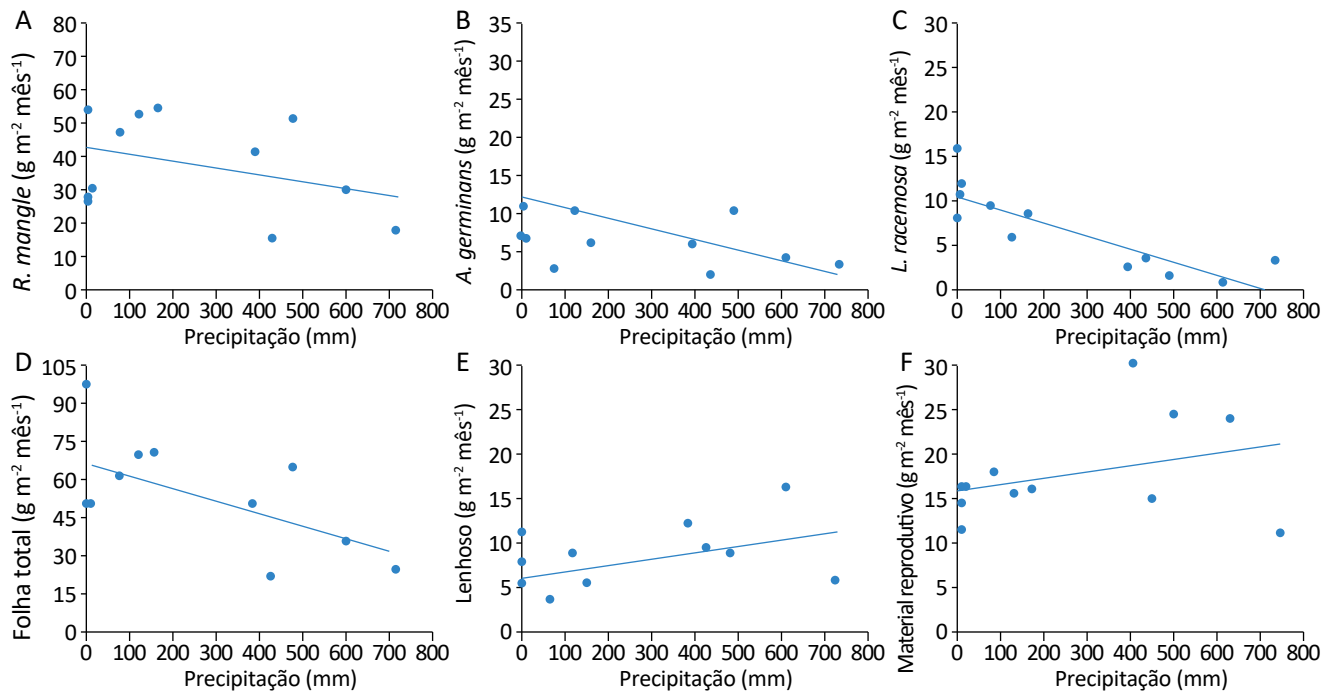 A
80
70
60
50
40
30
20
10
0
R. mangle (g m⁻² mês⁻¹)
0 100 200 300 400 500 600 700 800
Precipitação (mm)
B
35
30
25
20
15
10
5
0
A. germinans (g m⁻² mês⁻¹)
0 100 200 300 400 500 600 700 800
Precipitação (mm)
C
30
25
20
15
10
5
0
L. racemosa (g m⁻² mês⁻¹)
0 100 200 300 400 500 600 700 800
Precipitação (mm)
D
105
90
75
60
45
30
15
0
Folha total (g m⁻² mês⁻¹)
0 100 200 300 400 500 600 700 800
Precipitação (mm)
E
30
25
20
15
10
5
0
Lenhoso (g m⁻² mês⁻¹)
0 100 200 300 400 500 600 700 800
Precipitação (mm)
F
30
25
20
15
10
5
0
Material reprodutivo (g m⁻² mês⁻¹)
0 100 200 300 400 500 600 700 800
Precipitação (mm)